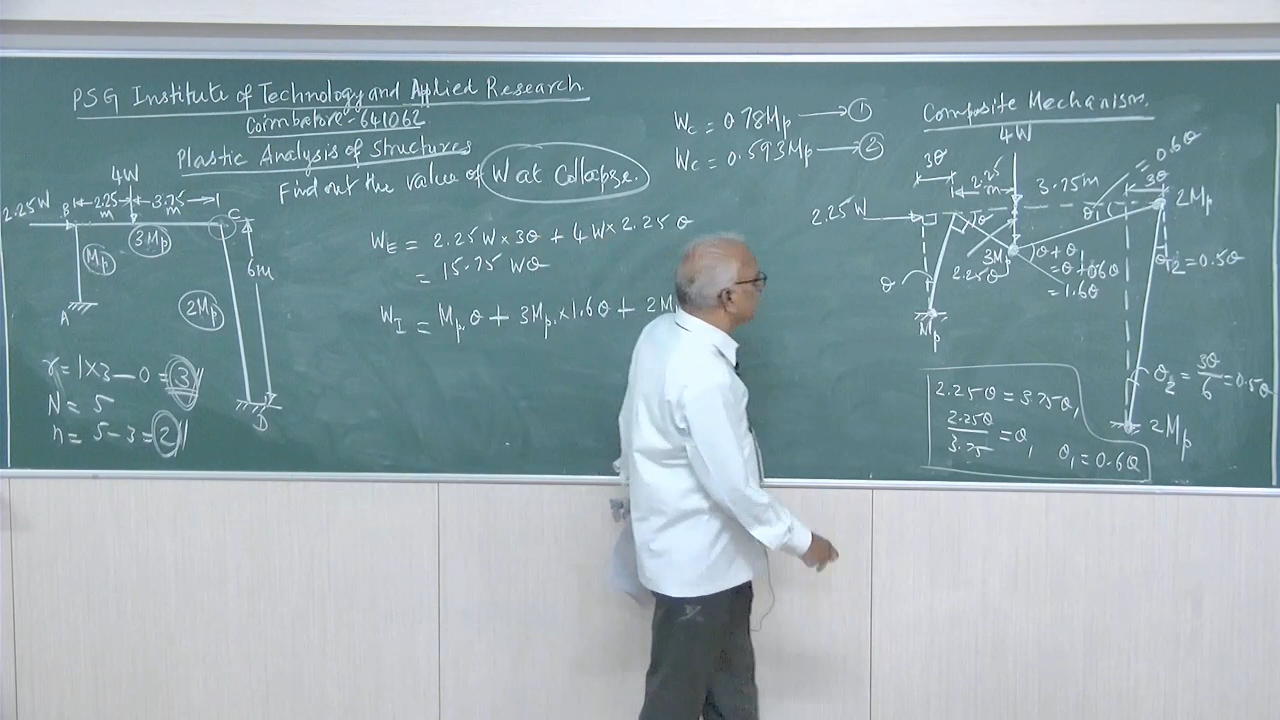 PSG Institute of Technology and Applied Research.
Coimbatore - 641062
Plastic Analysis of Structures
Find out the value of W at Collapse.
4W
2.25W B 2.25 m 3.75 m C
3Mp
Mp
6m
2Mp
A
D
r = 1 X 3 — 0 = 3
N = 5
n = 5 - 3 = 2
Wc = 0.78Mp → 1
Wc = 0.593Mp → 2
WE = 2.25W x 3θ + 4W x 2.25θ
= 15.75 Wθ
WI = Mp.θ + 3Mp. x 1.6θ + 2M
Composite Mechanism.
4W
3θ
2.25 m
3.75m
= 0.6θ
3θ
2.25W
θ
θ1
2Mp
3Mp
2.25θ
θ + θ1
= θ + 0.6θ
= 1.6θ
θ2 = 0.5θ
θ
Mp
θ2 = 3θ/6 = 0.5θ
2Mp
2.25θ = 3.75θ1
2.25θ/3.75 = θ1
θ1 = 0.6θ